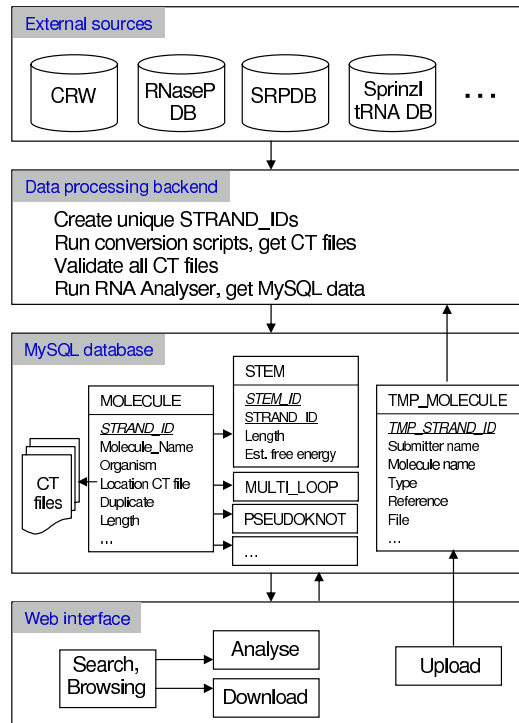 External sources
CRW
RNaseP
DB
SRPDB
Sprinzl
tRNA DB
...
Data processing backend
Create unique STRAND_IDs
Run conversion scripts, get CT files
Validate all CT files
Run RNA Analyser, get MySQL data
MySQL database
CT
files
MOLECULE
STRAND_ID
Molecule_Name
Organism
Location CT file
Duplicate
Length
...
STEM
STEM_ID
STRAND_ID
Length
Est. free energy
MULTI_LOOP
PSEUDOKNOT
...
TMP_MOLECULE
TMP_STRAND_ID
Submitter name
Molecule name
Type
Reference
File
...
Web interface
Search,
Browsing
Analyse
Download
Upload